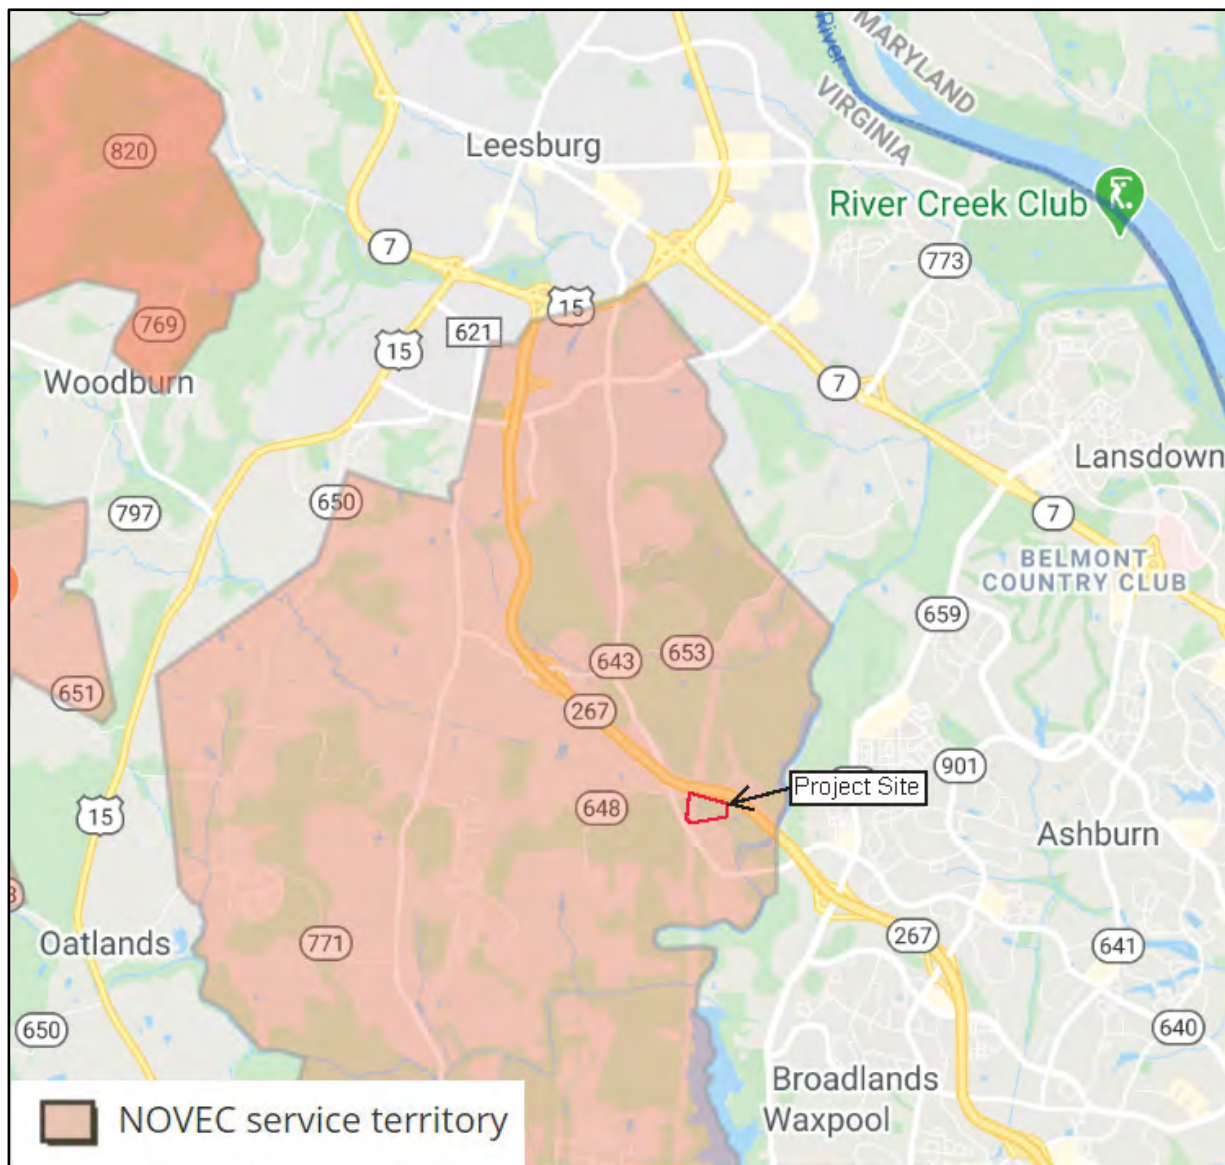 820
Leesburg
River
MARYLAND
VIRGINIA
River Creek Club
7
773
769
15
621
15
Woodburn
7
Lansdown
797
650
7
BELMONT
COUNTRY CLUB
659
643
653
651
267
901
Project Site
648
15
Ashburn
771
Oatlands
267
641
650
640
Broadlands
Waxpool
NOVEC service territory